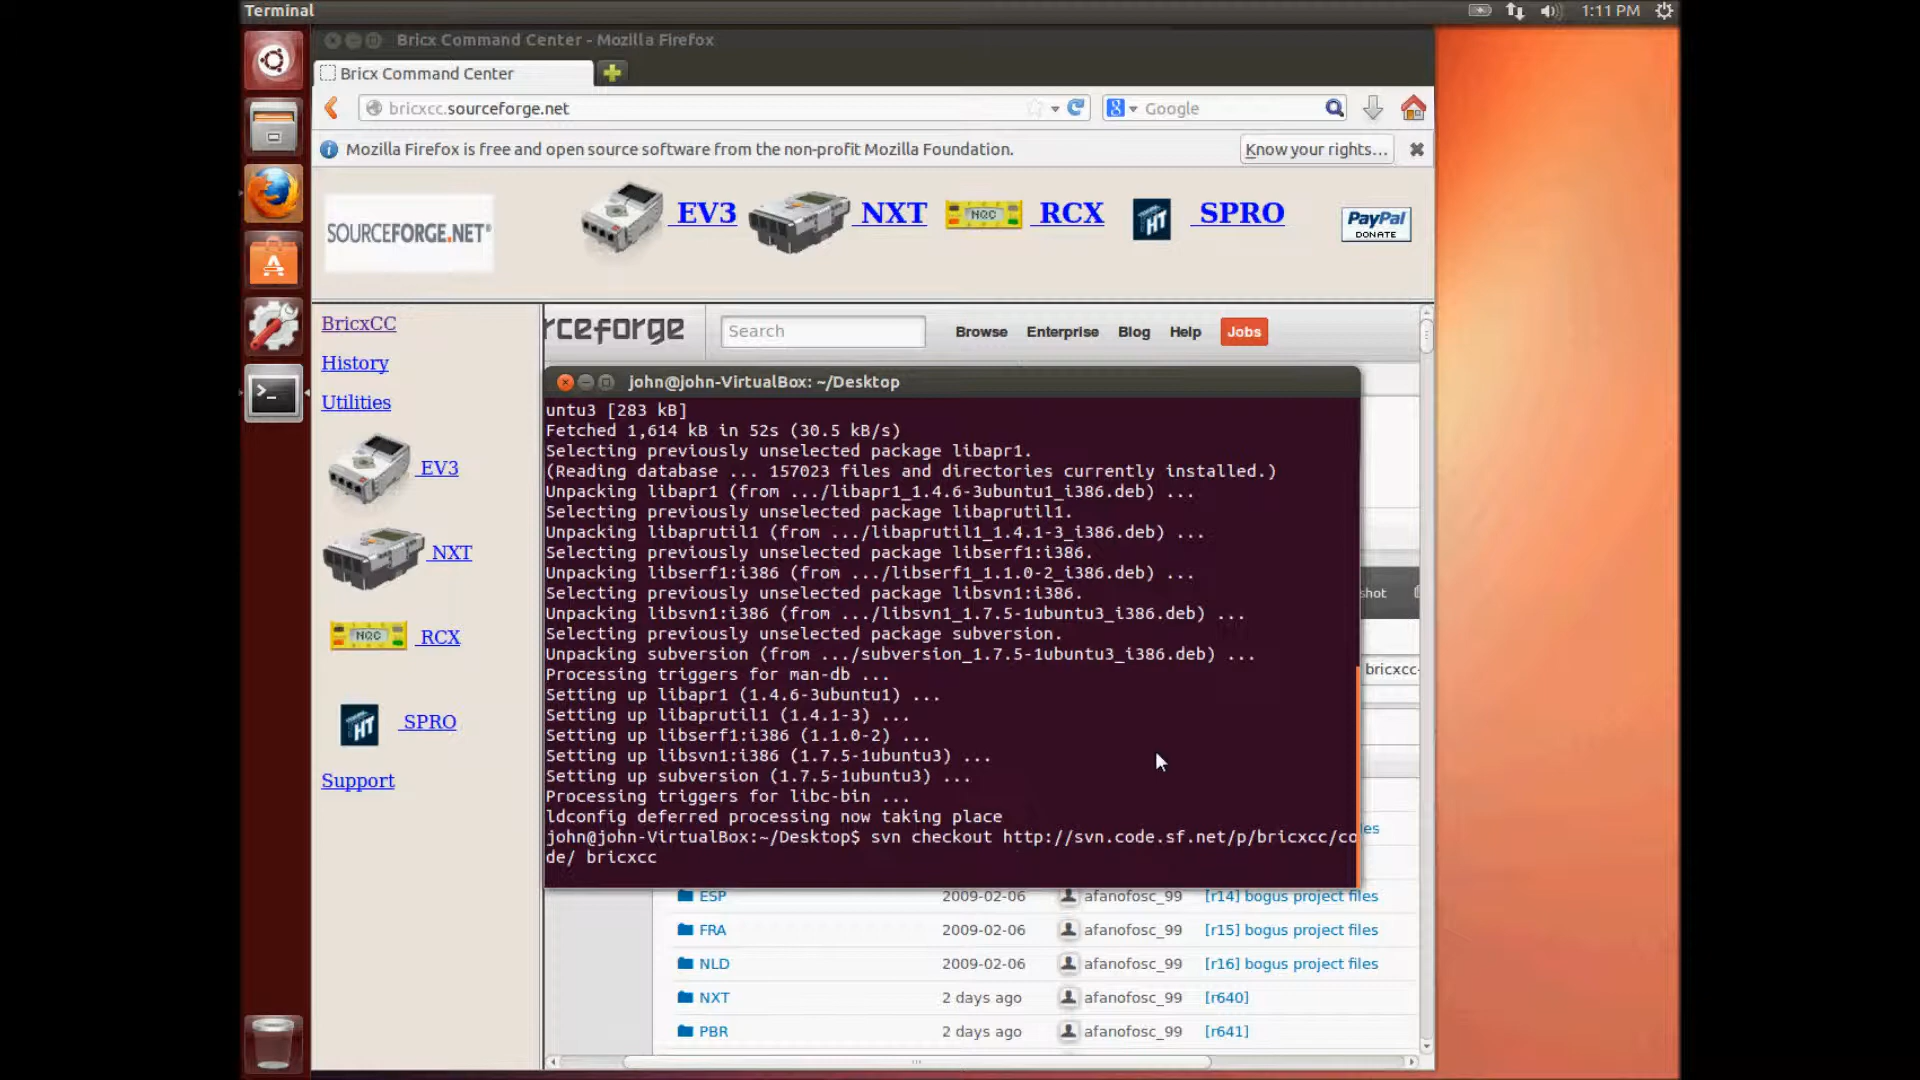 Terminal
1:11 PM
Bricx Command Center - Mozilla Firefox
Bricx Command Center
bricxcc.sourceforge.net
Google
Mozilla Firefox is free and open source software from the non-profit Mozilla Foundation.
Know your rights...
SOURCEFORGE.NET®
EV3
NXT
NQC
RCX
HT
SPRO
PayPal
DONATE
BricxCC
History
Utilities
EV3
NXT
NQC
RCX
HT
SPRO
Support
rceforge
Search
Browse
Enterprise
Blog
Help
Jobs
john@john-VirtualBox: ~/Desktop
untu3 [283 kB]
Fetched 1,614 kB in 52s (30.5 kB/s)
Selecting previously unselected package libapr1.
(Reading database ... 157023 files and directories currently installed.)
Unpacking libapr1 (from .../libapr1_1.4.6-3ubuntu1_i386.deb) ...
Selecting previously unselected package libaprutil1.
Unpacking libaprutil1 (from .../libaprutil1_1.4.1-3_i386.deb) ...
Selecting previously unselected package libserf1:i386.
Unpacking libserf1:i386 (from .../libserf1_1.1.0-2_i386.deb) ...
Selecting previously unselected package libsvn1:i386.
Unpacking libsvn1:i386 (from .../libsvn1_1.7.5-1ubuntu3_i386.deb) ...
Selecting previously unselected package subversion.
Unpacking subversion (from .../subversion_1.7.5-1ubuntu3_i386.deb) ...
Processing triggers for man-db ...
Setting up libapr1 (1.4.6-3ubuntu1) ...
Setting up libaprutil1 (1.4.1-3) ...
Setting up libserf1:i386 (1.1.0-2) ...
Setting up libsvn1:i386 (1.7.5-1ubuntu3) ...
Setting up subversion (1.7.5-1ubuntu3) ...
Processing triggers for libc-bin ...
ldconfig deferred processing now taking place
john@john-VirtualBox:~/Desktop$ svn checkout http://svn.code.sf.net/p/bricxcc/co
de/ bricxcc
shot
bricxcc-
les
ESP 2009-02-06 afanofosc_99 [r14] bogus project files
FRA 2009-02-06 afanofosc_99 [r15] bogus project files
NLD 2009-02-06 afanofosc_99 [r16] bogus project files
NXT 2 days ago afanofosc_99 [r640]
PBR 2 days ago afanofosc_99 [r641]